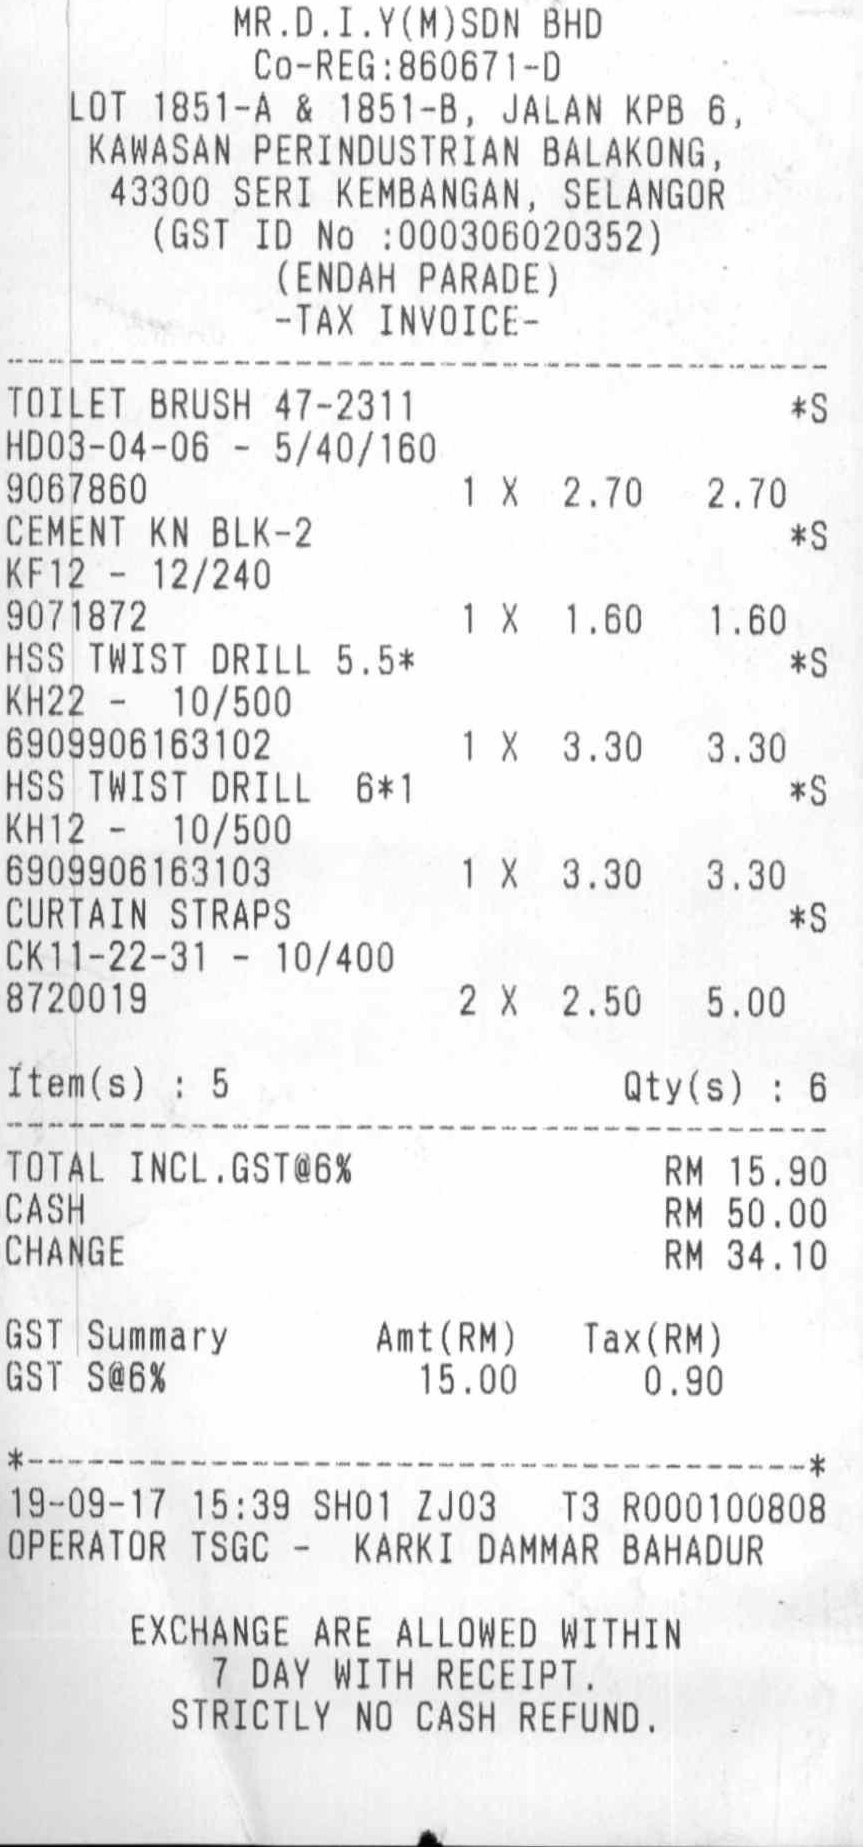 MR.D.I.Y(M)SDN BHD
Co-REG:860671-D
LOT 1851-A & 1851-B, JALAN KPB 6,
KAWASAN PERINDUSTRIAN BALAKONG,
43300 SERI KEMBANGAN, SELANGOR
(GST ID No :000306020352)
(ENDAH PARADE)
-TAX INVOICE-
TOILET BRUSH 47-2311 *S
HD03-04-06 - 5/40/160
9067860 1 X 2.70 2.70
CEMENT KN BLK-2 *S
KF12 - 12/240
9071872 1 X 1.60 1.60
HSS TWIST DRILL 5.5* *S
KH22 - 10/500
6909906163102 1 X 3.30 3.30
HSS TWIST DRILL 6*1 *S
KH12 - 10/500
6909906163103 1 X 3.30 3.30
CURTAIN STRAPS *S
CK11-22-31 - 10/400
8720019 2 X 2.50 5.00
Item(s) : 5 Qty(s) : 6
TOTAL INCL.GST@6% RM 15.90
CASH RM 50.00
CHANGE RM 34.10
GST Summary Amt(RM) Tax(RM)
GST S@6% 15.00 0.90
*--------------------------------------*
19-09-17 15:39 SH01 ZJ03 T3 R000100808
OPERATOR TSGC - KARKI DAMMAR BAHADUR
EXCHANGE ARE ALLOWED WITHIN
7 DAY WITH RECEIPT.
STRICTLY NO CASH REFUND.